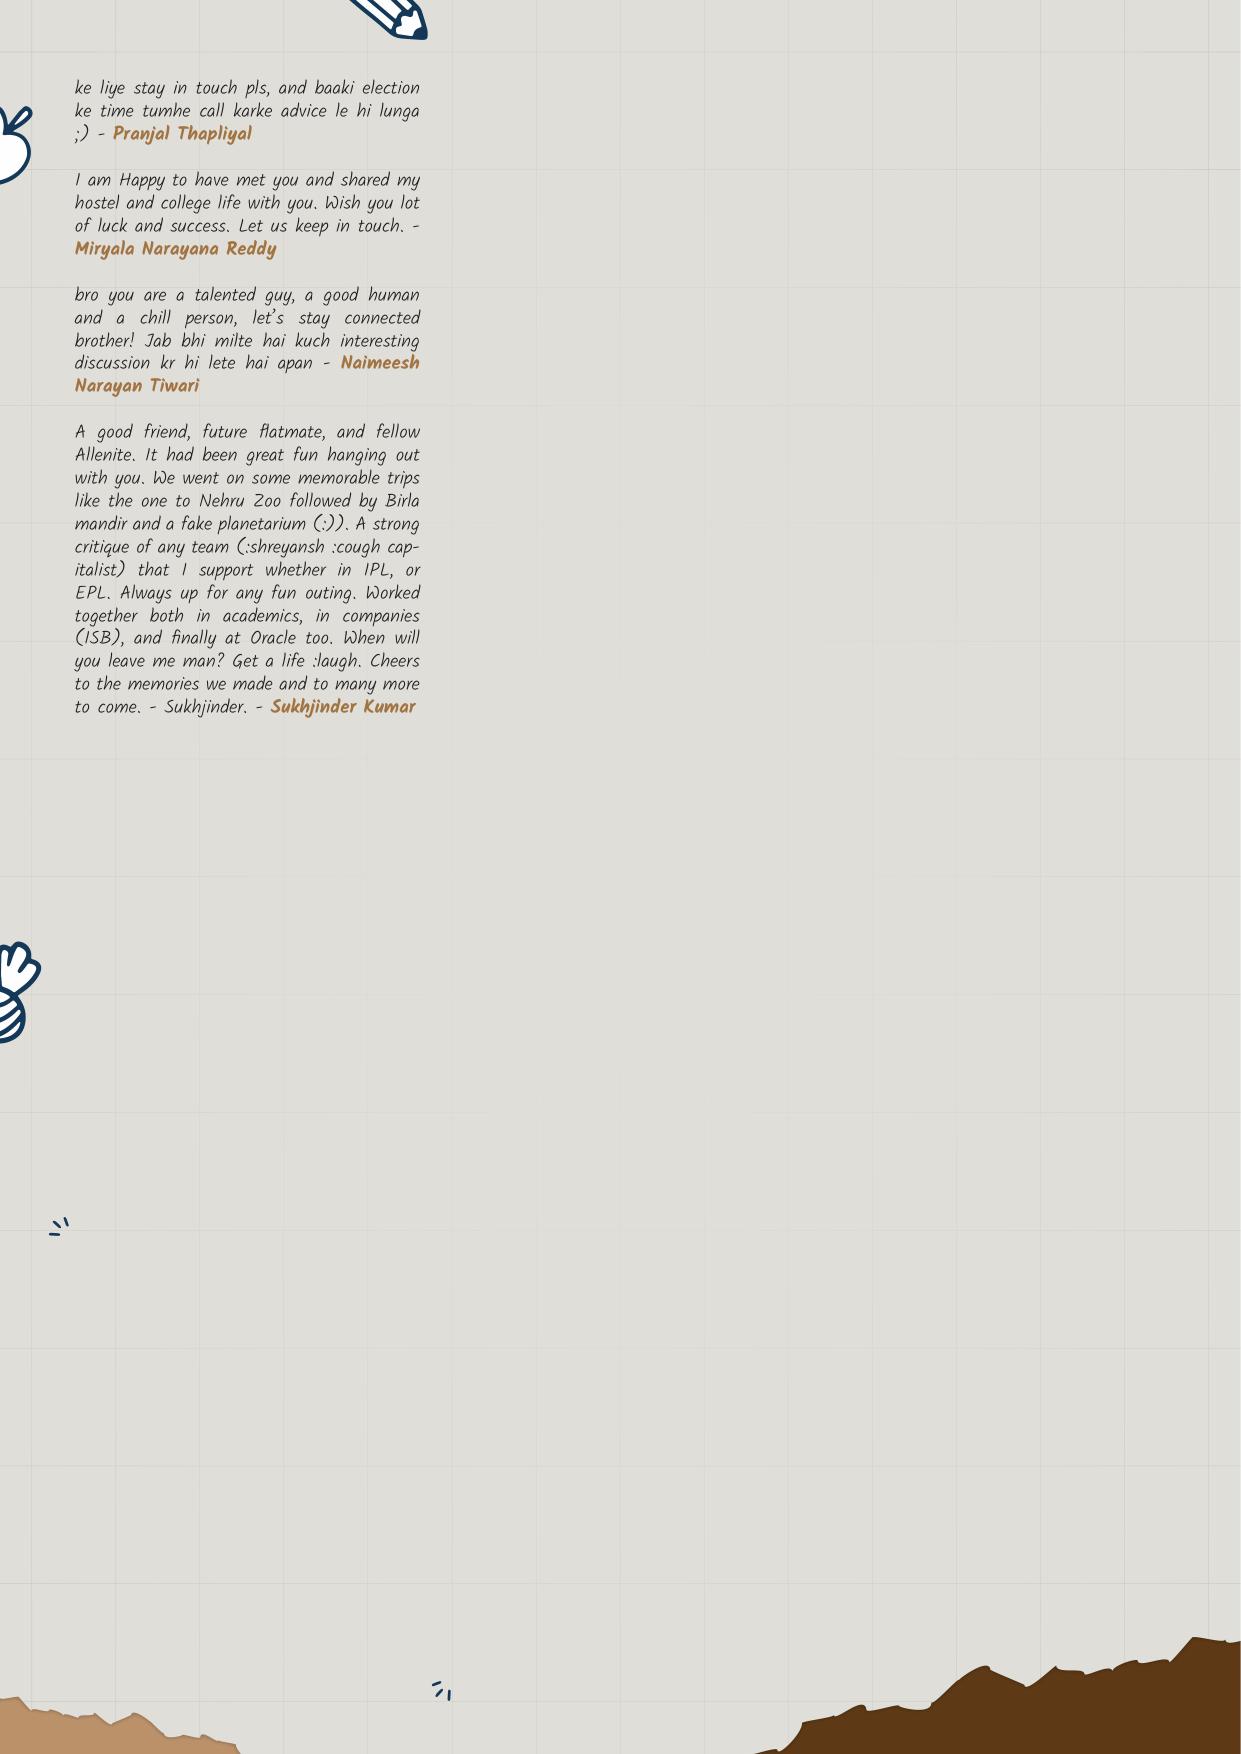 ke liye stay in touch pls, and baaki election
ke time tumhe call karke advice le hi lunga
;) - Pranjal Thapliyal
I am Happy to have met you and shared my
hostel and college life with you. Wish you lot
of luck and success. Let us keep in touch. -
Miryala Narayana Reddy
bro you are a talented guy, a good human
and a chill person, let's stay connected
brother! Jab bhi milte hai kuch interesting
discussion kr hi lete hai apan - Naimeesh
Narayan Tiwari
A good friend, future flatmate, and fellow
Allenite. It had been great fun hanging out
with you. We went on some memorable trips
like the one to Nehru Zoo followed by Birla
mandir and a fake planetarium (:)). A strong
critique of any team (:shreyansh :cough cap-
italist) that I support whether in IPL, or
EPL. Always up for any fun outing. Worked
together both in academics, in companies
(ISB), and finally at Oracle too. When will
you leave me man? Get a life :laugh. Cheers
to the memories we made and to many more
to come. - Sukhjinder. - Sukhjinder Kumar